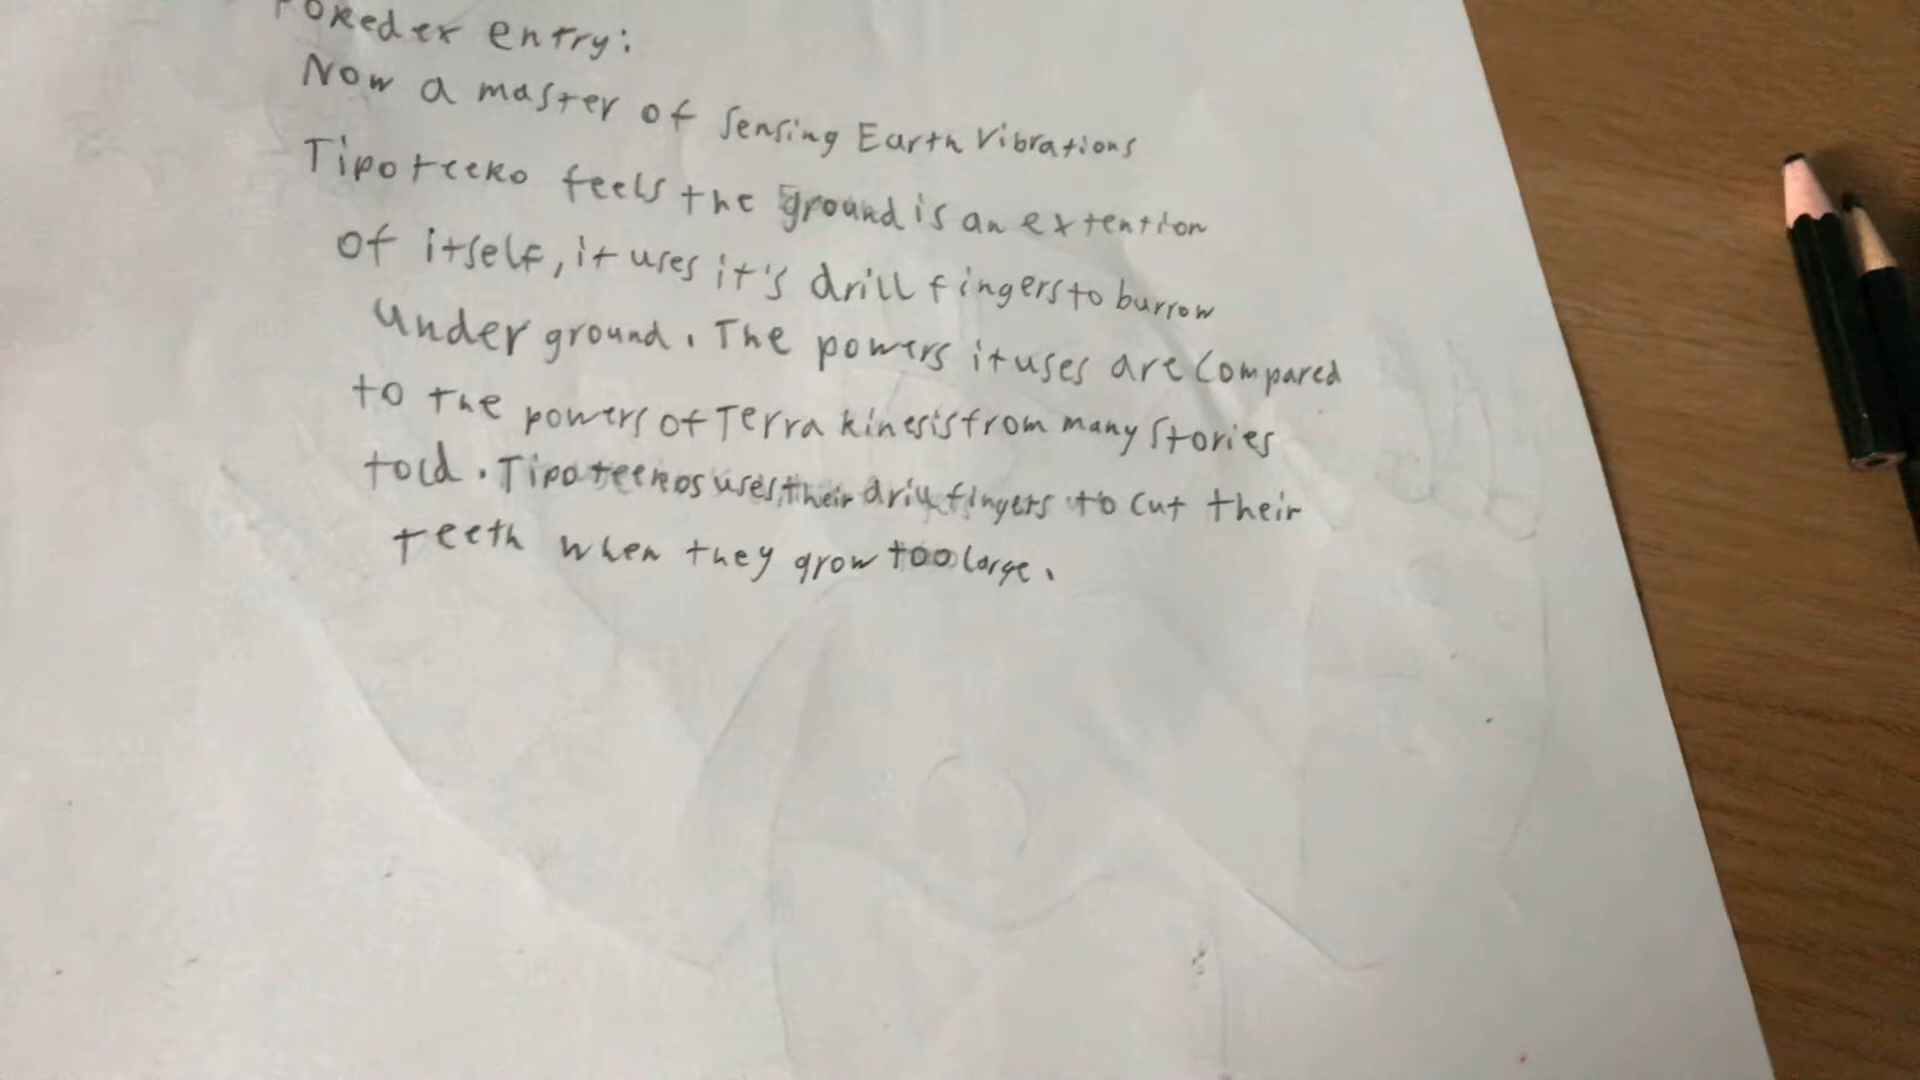 Pokedex entry:
Now a master of Sensing Earth Vibrations
Tipoteeko feels the ground is an extention
of itself, it uses it's drill fingers to burrow
under ground. The powers it uses are Compared
to the powers of Terra kinesis from many Stories
told. Tipoteekos uses their drill fingers to cut their
teeth when they grow too large.